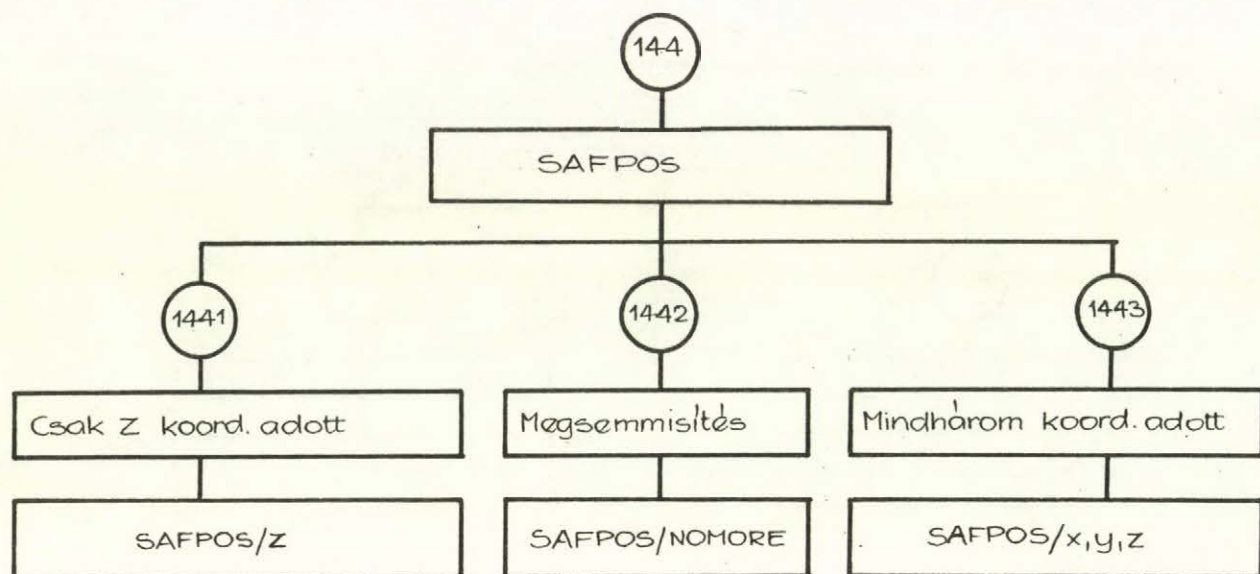 144
SAFPOS
1441
1442
1443
Csak Z koord. adott
Megsemmisítés
Mindhárom koord. adott
SAFPOS/Z
SAFPOS/NOMORE
SAFPOS/x,y,z